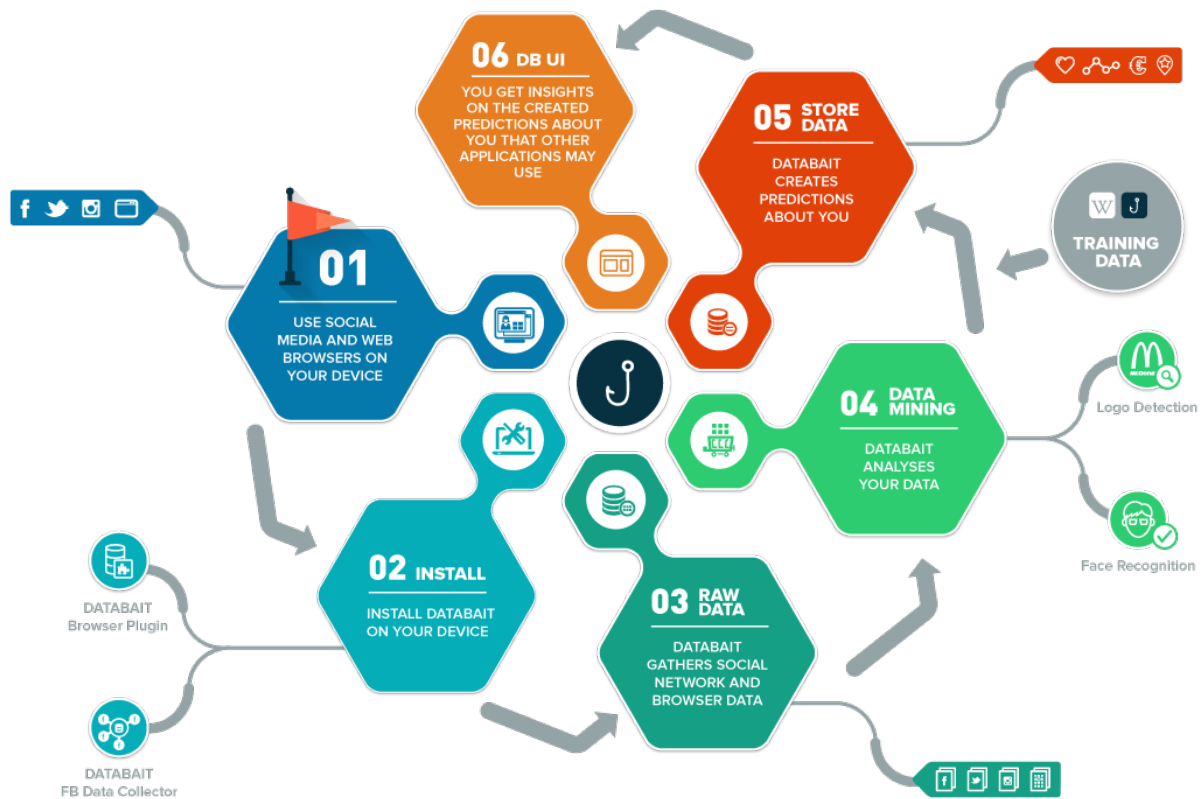 01
USE SOCIAL
MEDIA AND WEB
BROWSERS ON
YOUR DEVICE
02 INSTALL
INSTALL DATABAIT
ON YOUR DEVICE
DATABAIT
Browser Plugin
DATABAIT
FB Data Collector
03 RAW
DATA
DATABAIT
GATHERS SOCIAL
NETWORK AND
BROWSER DATA
04 DATA
MINING
DATABAIT
ANALYSES
YOUR DATA
McDonal
Logo Detection
Face Recognition
W
TRAINING
DATA
05 STORE
DATA
DATABAIT
CREATES
PREDICTIONS
ABOUT YOU
06 DB UI
YOU GET INSIGHTS
ON THE CREATED
PREDICTIONS ABOUT
YOU THAT OTHER
APPLICATIONS MAY
USE